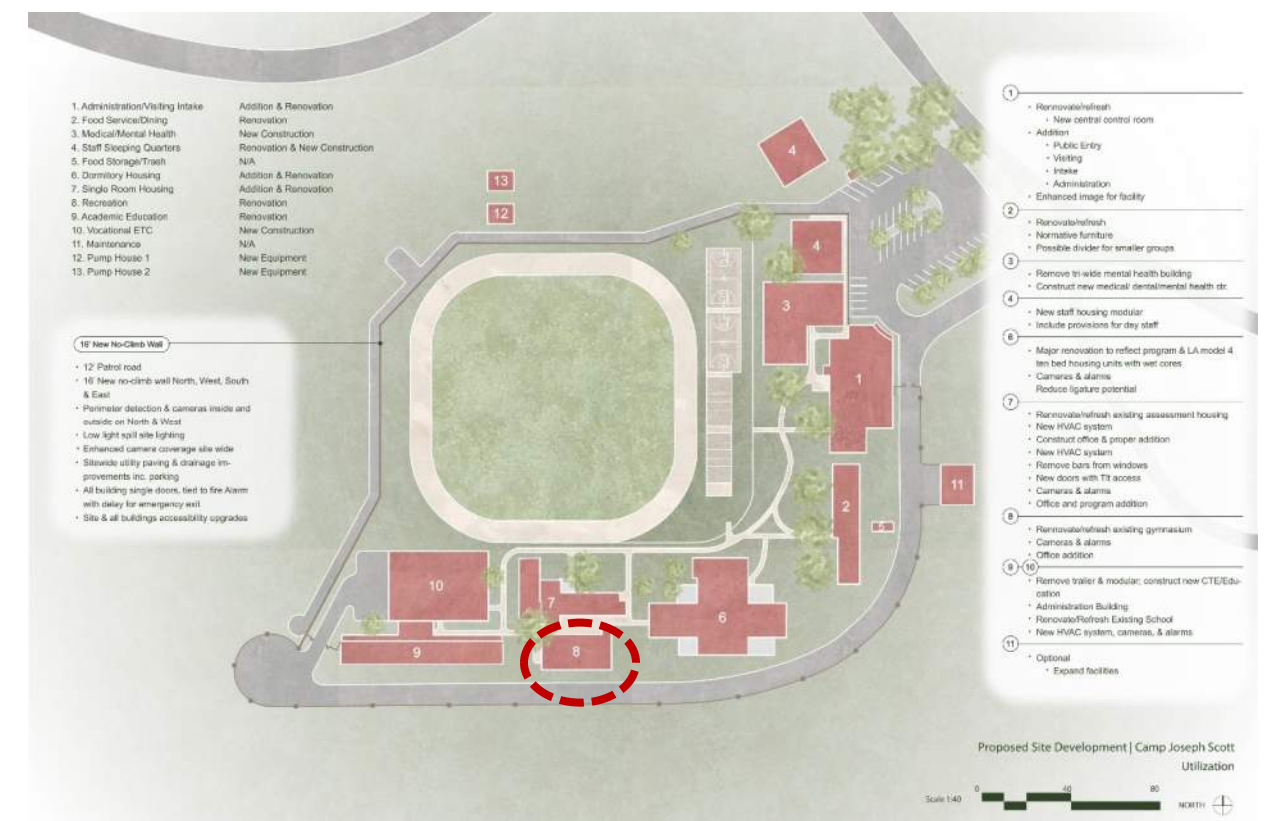 1. Administration/Visiting Intake Addition & Renovation
2. Food Service/Dining Renovation
3. Medical/Mental Health New Construction
4. Staff Sleeping Quarters Renovation & New Construction
5. Food Storage/Trash N/A
6. Dormitory Housing Addition & Renovation
7. Single Room Housing Addition & Renovation
8. Recreation Renovation
9. Academic Education Renovation
10. Vocational ETC New Construction
11. Maintenance N/A
12. Pump House 1 New Equipment
13. Pump House 2 New Equipment
16' New No-Climb Wall
• 12' Patrol road
• 16' New no-climb wall North, West, South
& East
• Perimeter detection & cameras inside and
outside on North & West
• Low light spill site lighting
• Enhanced camera coverage site wide
• Sitewide utility paving & drainage im-
provements inc. parking
• All building single doors, tied to fire Alarm
with delay for emergency exit
• Site & all buildings accessibility upgrades
13
12
4
4
3
1
2
5
11
10
7
6
9
8
1
• Rennovate/refresh
• New central control room
• Addition
• Public Entry
• Visiting
• Intake
• Administration
• Enhanced image for facility
2
• Renovate/refresh
• Normative furniture
• Possible divider for smaller groups
3
• Remove tri-wide mental health building
• Construct new medical/ dental/mental health ctr.
4
• New staff housing modular
• Include provisions for day staff
6
• Major renovation to reflect program & LA model 4
ten bed housing units with wet cores
• Cameras & alarms
Reduce ligature potential
7
• Rennovate/refresh existing assessment housing
• New HVAC system
• Construct office & proper addition
• New HVAC system
• Remove bars from windows
• New doors with TIt access
• Cameras & alarms
• Office and program addition
8
• Rennovate/refresh existing gymnasium
• Cameras & alarms
• Office addition
9 10
• Remove trailer & modular; construct new CTE/Edu-
cation
• Administration Building
• Renovate/Refresh Existing School
• New HVAC system, cameras, & alarms
11
• Optional
• Expand facilities
Proposed Site Development | Camp Joseph Scott
Utilization
Scale 1:40 0 40 80 NORTH